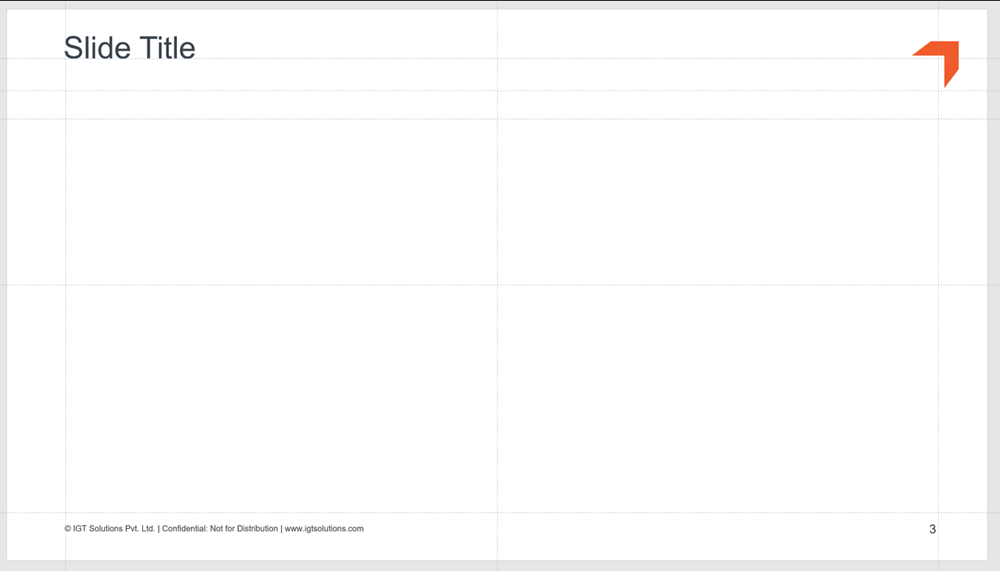 Slide Title
© IGT Solutions Pvt. Ltd. | Confidential: Not for Distribution | www.igtsolutions.com
3